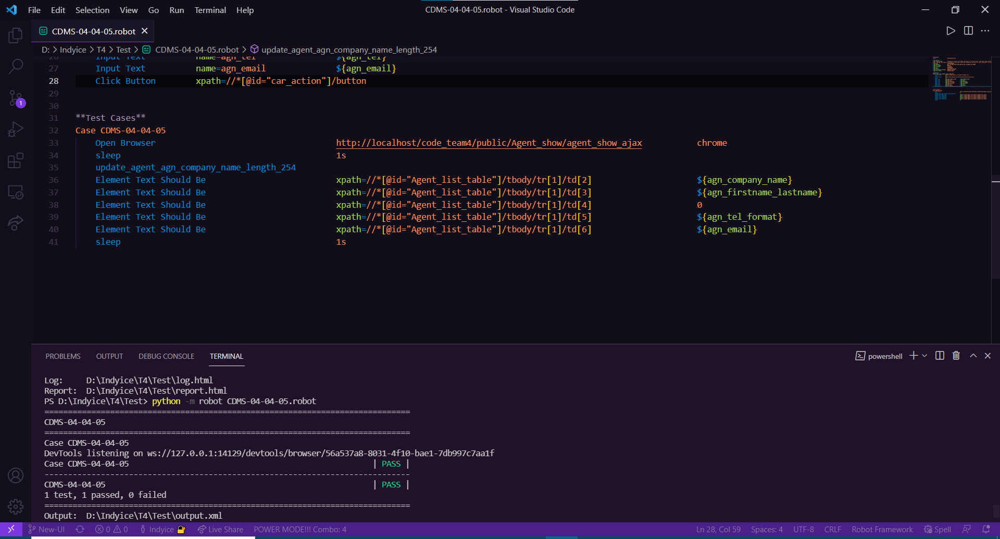 File Edit Selection View Go Run Terminal Help CDMS-04-04-05.robot - Visual Studio Code
CDMS-04-04-05.robot
D: > Indyice > T4 > Test > CDMS-04-04-05.robot > update_agent_agn_company_name_length_254
26 Input Text name=agn_tel ${agn_tel}
27 Input Text name=agn_email ${agn_email}
28 Click Button xpath=//*[@id="car_action"]/button
29
30
31 **Test Cases**
32 Case CDMS-04-04-05
33 Open Browser http://localhost/code_team4/public/Agent_show/agent_show_ajax chrome
34 sleep 1s
35 update_agent_agn_company_name_length_254
36 Element Text Should Be xpath=//*[@id="Agent_list_table"]/tbody/tr[1]/td[2] ${agn_company_name}
37 Element Text Should Be xpath=//*[@id="Agent_list_table"]/tbody/tr[1]/td[3] ${agn_firstname_lastname}
38 Element Text Should Be xpath=//*[@id="Agent_list_table"]/tbody/tr[1]/td[4] 0
39 Element Text Should Be xpath=//*[@id="Agent_list_table"]/tbody/tr[1]/td[5] ${agn_tel_format}
40 Element Text Should Be xpath=//*[@id="Agent_list_table"]/tbody/tr[1]/td[6] ${agn_email}
41 sleep 1s
1
PROBLEMS OUTPUT DEBUG CONSOLE TERMINAL powershell
Log: D:\Indyice\T4\Test\log.html
Report: D:\Indyice\T4\Test\report.html
PS D:\Indyice\T4\Test> python -m robot CDMS-04-04-05.robot
==============================================================================
CDMS-04-04-05
==============================================================================
Case CDMS-04-04-05
DevTools listening on ws://127.0.0.1:14129/devtools/browser/56a537a8-8031-4f10-bae1-7db997c7aa1f
Case CDMS-04-04-05 | PASS |
------------------------------------------------------------------------------
CDMS-04-04-05 | PASS |
1 test, 1 passed, 0 failed
==============================================================================
Output: D:\Indyice\T4\Test\output.xml
New-UI 0 0 Indyice Live Share POWER MODE!!! Combo: 4 Ln 28, Col 59 Spaces: 4 UTF-8 CRLF Robot Framework Spell